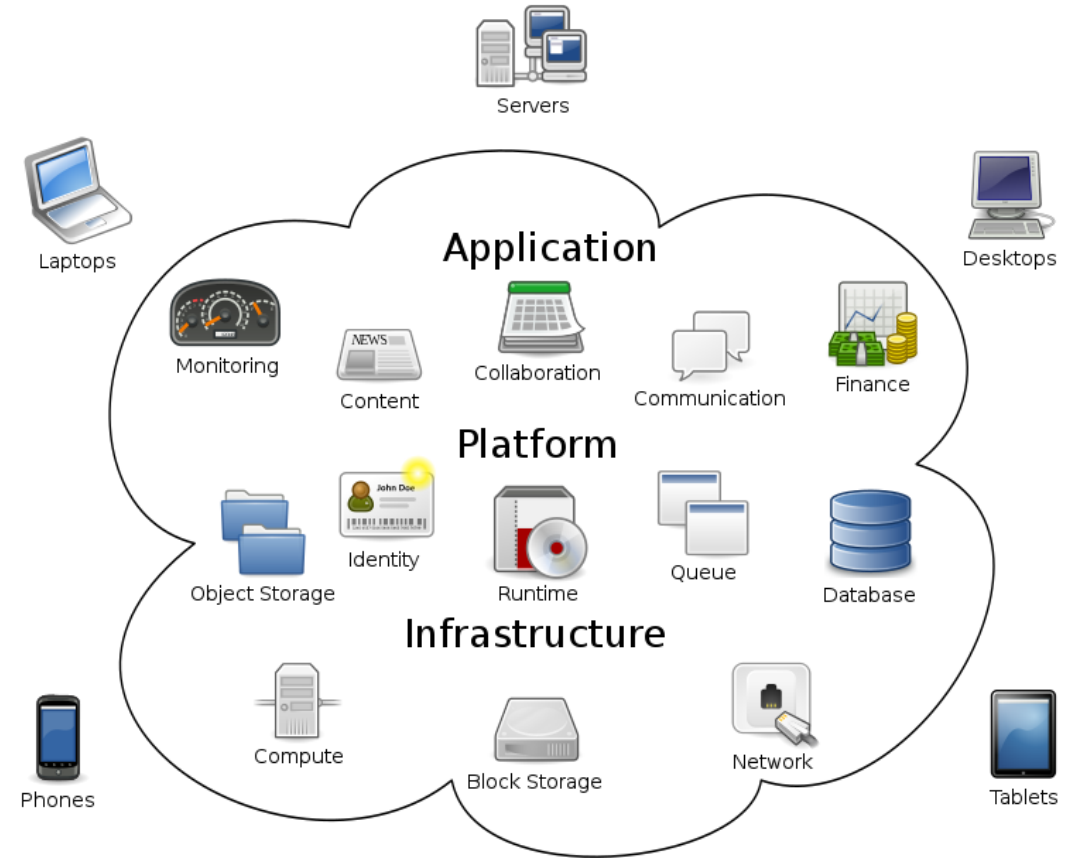 Servers
Laptops
Desktops
Application
Monitoring
NEWS
Content
Collaboration
Communication
Finance
Platform
John Doe
Identity
Object Storage
Runtime
Queue
Database
Infrastructure
Compute
Block Storage
Network
Phones
Tablets